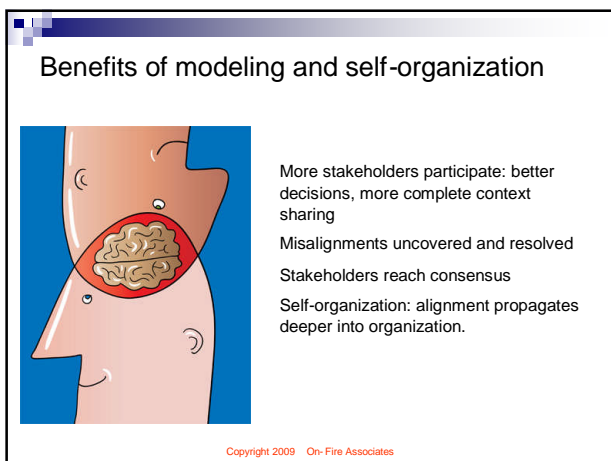 Benefits of modeling and self-organization
More stakeholders participate: better
decisions, more complete context
sharing
Misalignments uncovered and resolved
Stakeholders reach consensus
Self-organization: alignment propagates
deeper into organization.
Copyright 2009 On- Fire Associates